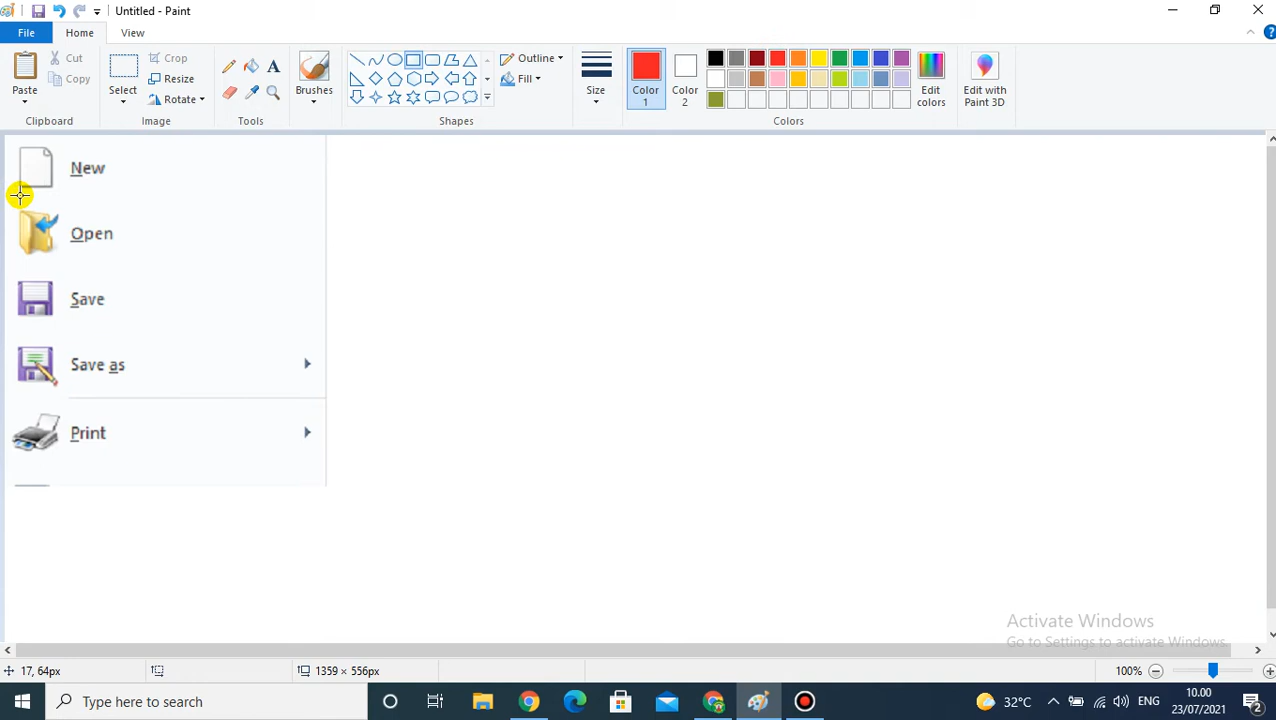 Untitled - Paint
File Home View
Paste
Cut
Copy
Clipboard
Select
Crop
Resize
Rotate
Image
Tools
Brushes
Shapes
Outline
Fill
Size
Color 1
Color 2
Colors
Edit colors
Edit with Paint 3D
New
Open
Save
Save as
Print
Activate Windows
Go to Settings to activate Windows.
17, 64px 1359 × 556px 100%
Type here to search 32°C ENG 10.00
23/07/2021 2